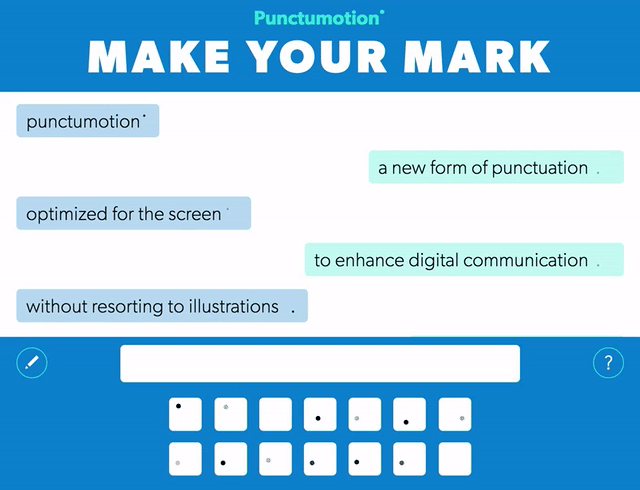 Punctumotion•
MAKE YOUR MARK
punctumotion•
a new form of punctuation .
optimized for the screen
to enhance digital communication .
without resorting to illustrations .
?